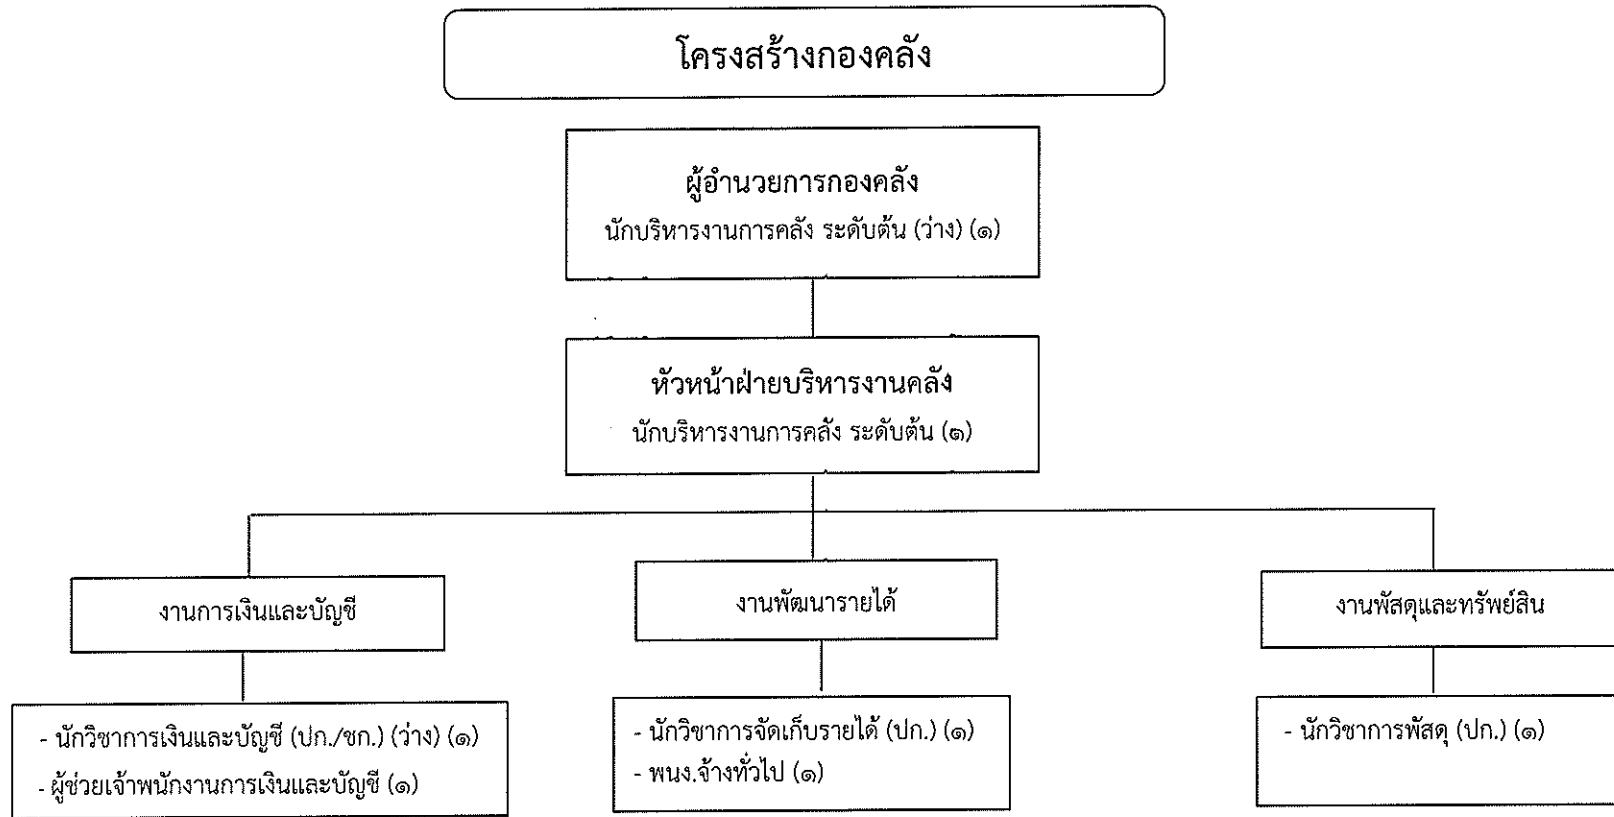 โครงสร้างกองคลัง
ผู้อำนวยการกองคลัง
นักบริหารงานการคลัง ระดับต้น (ว่าง) (๑)
หัวหน้าฝ่ายบริหารงานคลัง
นักบริหารงานการคลัง ระดับต้น (๑)
งานการเงินและบัญชี
- นักวิชาการเงินและบัญชี (ปก./ชก.) (ว่าง) (๑)
- ผู้ช่วยเจ้าพนักงานการเงินและบัญชี (๑)
งานพัฒนารายได้
- นักวิชาการจัดเก็บรายได้ (ปก.) (๑)
- พนง.จ้างทั่วไป (๑)
งานพัสดุและทรัพย์สิน
- นักวิชาการพัสดุ (ปก.) (๑)